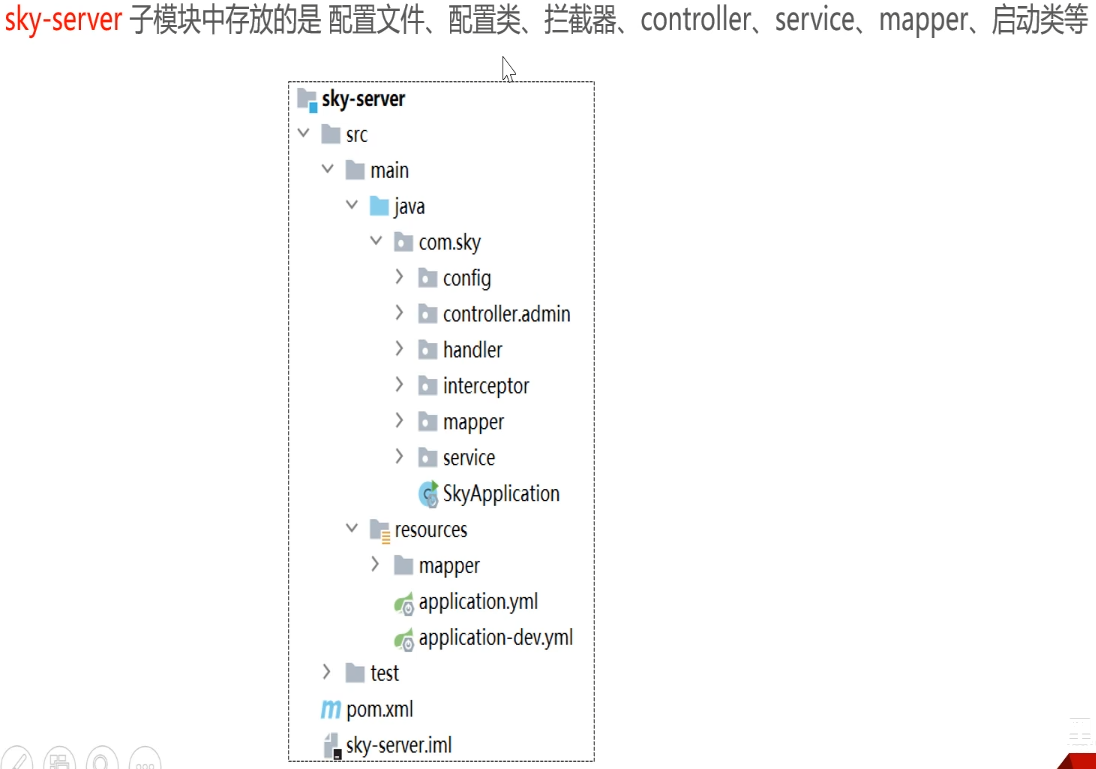 sky-server 子模块中存放的是 配置文件、配置类、拦截器、controller、service、mapper、启动类等
sky-server
src
main
java
com.sky
config
controller.admin
handler
interceptor
mapper
service
SkyApplication
resources
mapper
application.yml
application-dev.yml
test
pom.xml
sky-server.iml